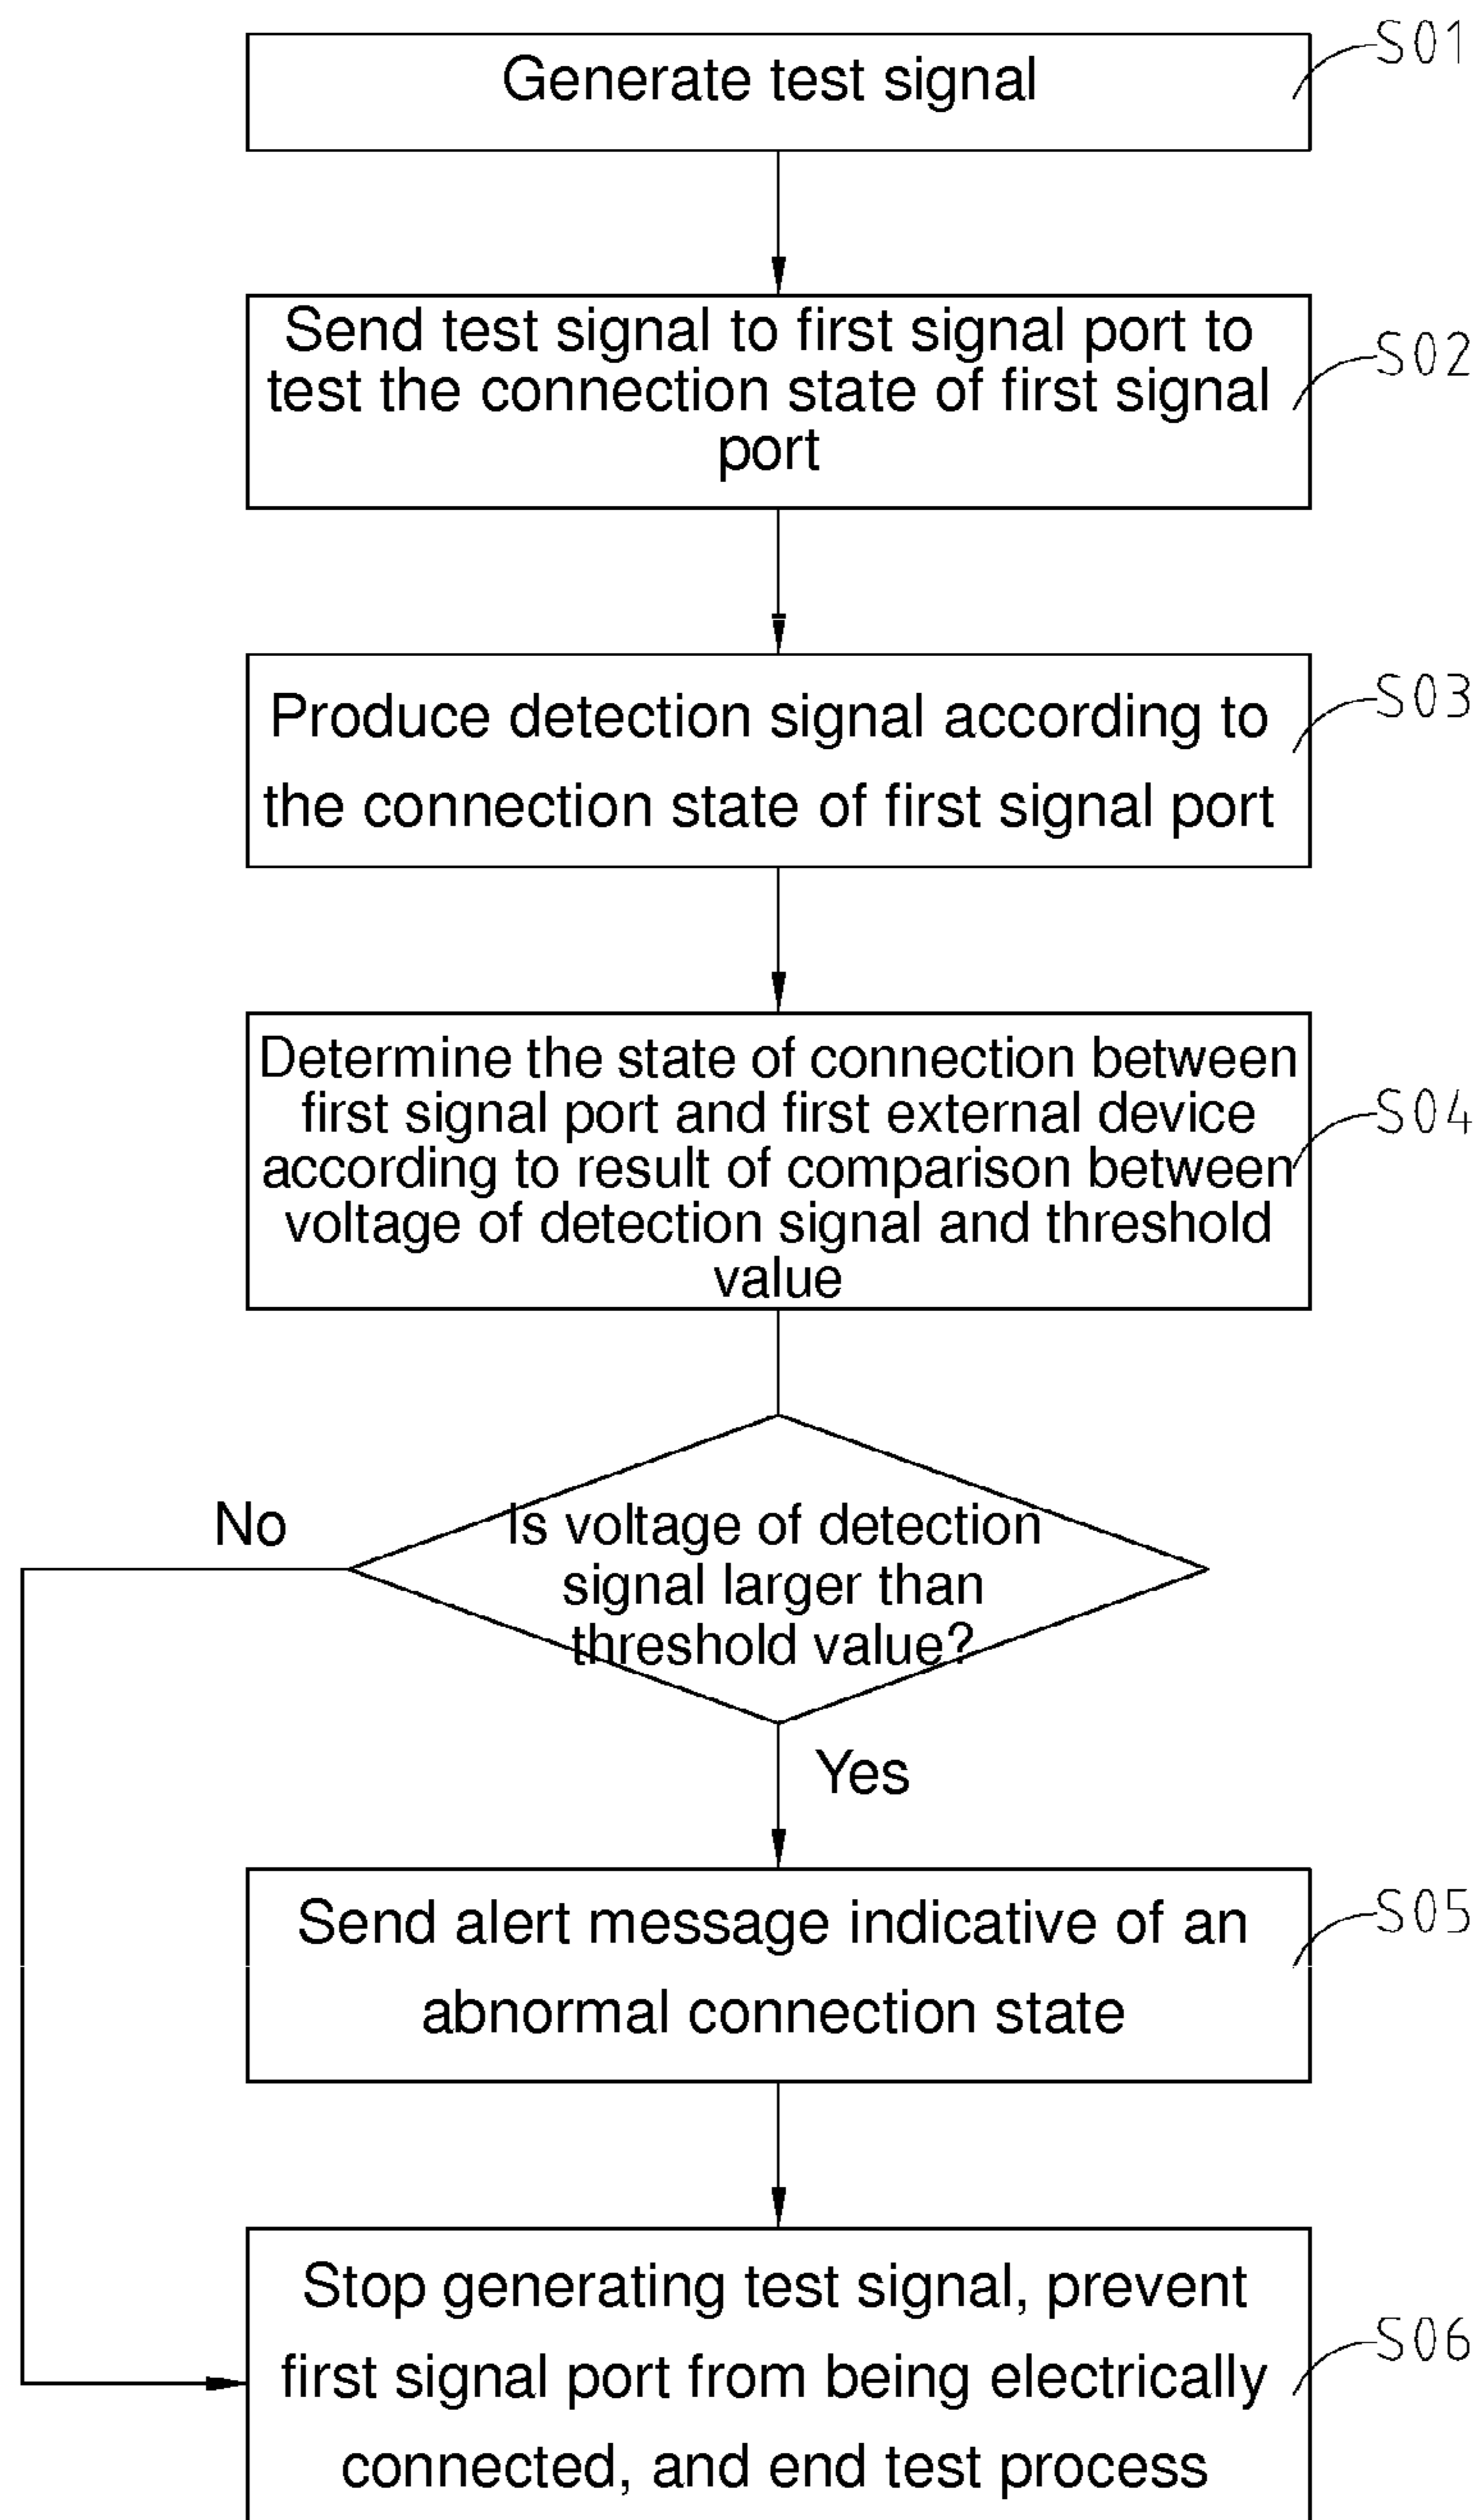 Generate test signal
S01
Send test signal to first signal port to
test the connection state of first signal
port
S02
Produce detection signal according to
the connection state of first signal port
S03
Determine the state of connection between
first signal port and first external device
according to result of comparison between
voltage of detection signal and threshold
value
S04
Is voltage of detection
signal larger than
threshold value?
No
Yes
Send alert message indicative of an
abnormal connection state
S05
Stop generating test signal, prevent
first signal port from being electrically
connected, and end test process
S06